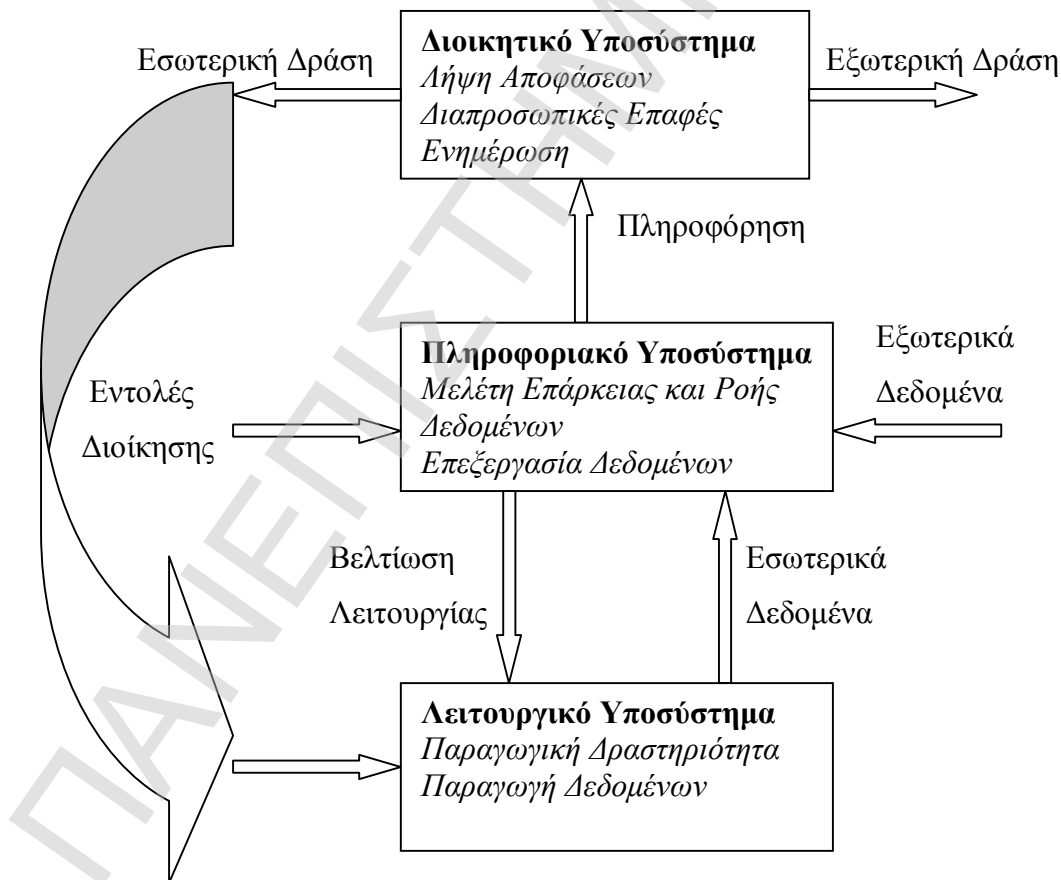 Εσωτερική Δράση
Διοικητικό Υποσύστημα
Λήψη Αποφάσεων
Διαπροσωπικές Επαφές
Ενημέρωση
Εξωτερική Δράση
Πληροφόρηση
Εντολές
Διοίκησης
Πληροφοριακό Υποσύστημα
Μελέτη Επάρκειας και Ροής
Δεδομένων
Επεξεργασία Δεδομένων
Εξωτερικά
Δεδομένα
Βελτίωση
Λειτουργίας
Εσωτερικά
Δεδομένα
Λειτουργικό Υποσύστημα
Παραγωγική Δραστηριότητα
Παραγωγή Δεδομένων
ΠΑΝΕΠΙΣΤΗΜ